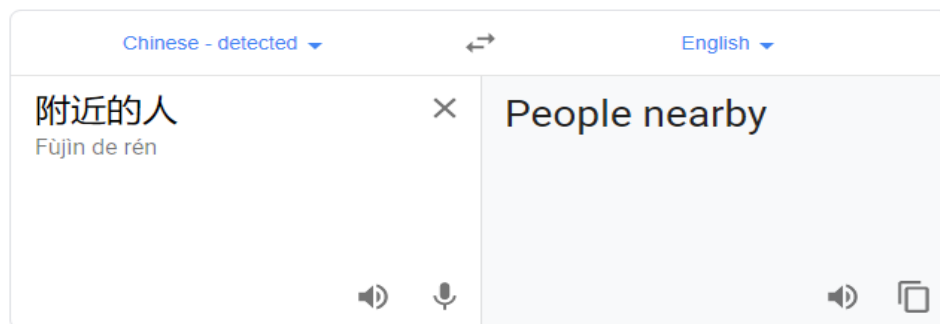 Chinese - detected
English
附近的人
Fùjìn de rén
People nearby